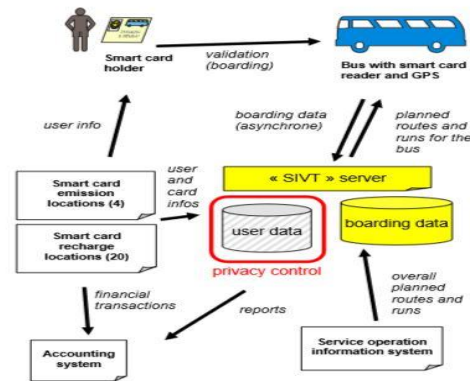 Smart card
holder
validation
(boarding)
Bus with smart card
reader and GPS
user info
boarding data
(asynchrone)
planned
routes and
runs for the
bus
Smart card
emission
locations (4)
user
and
card
infos
« SIVT » server
Smart card
recharge
locations (20)
user data
boarding data
privacy control
financial
transactions
reports
overall
planned
routes and
runs
Accounting
system
Service operation
information system